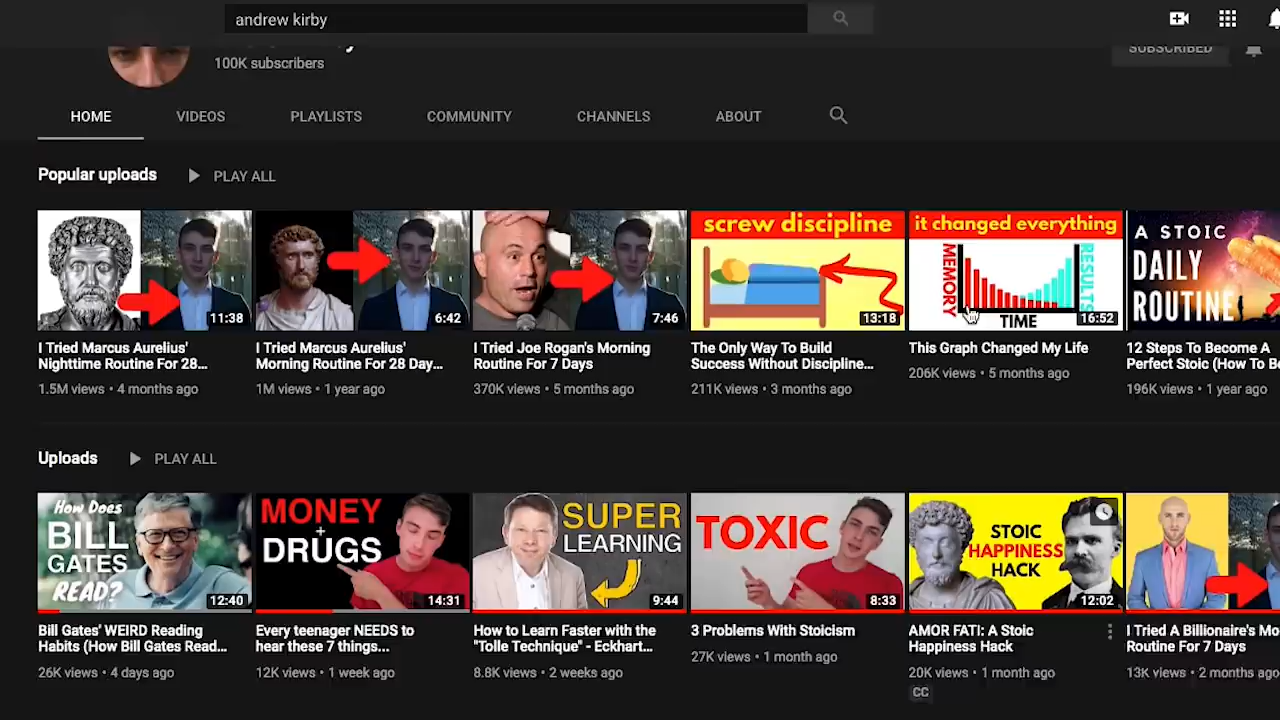 andrew kirby
100K subscribers
SUBSCRIBED
HOME
VIDEOS
PLAYLISTS
COMMUNITY
CHANNELS
ABOUT
Popular uploads
PLAY ALL
11:38
I Tried Marcus Aurelius'
Nighttime Routine For 28...
1.5M views • 4 months ago
6:42
I Tried Marcus Aurelius'
Morning Routine For 28 Day...
1M views • 1 year ago
7:46
I Tried Joe Rogan's Morning
Routine For 7 Days
370K views • 5 months ago
screw discipline
13:18
The Only Way To Build
Success Without Discipline...
211K views • 3 months ago
it changed everything
MEMORY
RESULTS
TIME
16:52
This Graph Changed My Life
206K views • 5 months ago
A STOIC
DAILY
ROUTINE
12 Steps To Become A
Perfect Stoic (How To Be
196K views • 1 year ago
Uploads
PLAY ALL
How Does
BILL
GATES
READ?
12:40
Bill Gates' WEIRD Reading
Habits (How Bill Gates Read...
26K views • 4 days ago
MONEY
+
DRUGS
14:31
Every teenager NEEDS to
hear these 7 things...
12K views • 1 week ago
SUPER
LEARNING
9:44
How to Learn Faster with the
"Tolle Technique" - Eckhart...
8.8K views • 2 weeks ago
TOXIC
8:33
3 Problems With Stoicism
27K views • 1 month ago
STOIC
HAPPINESS
HACK
12:02
AMOR FATI: A Stoic
Happiness Hack
20K views • 1 month ago
CC
I Tried A Billionaire's Mo
Routine For 7 Days
13K views • 2 months ago